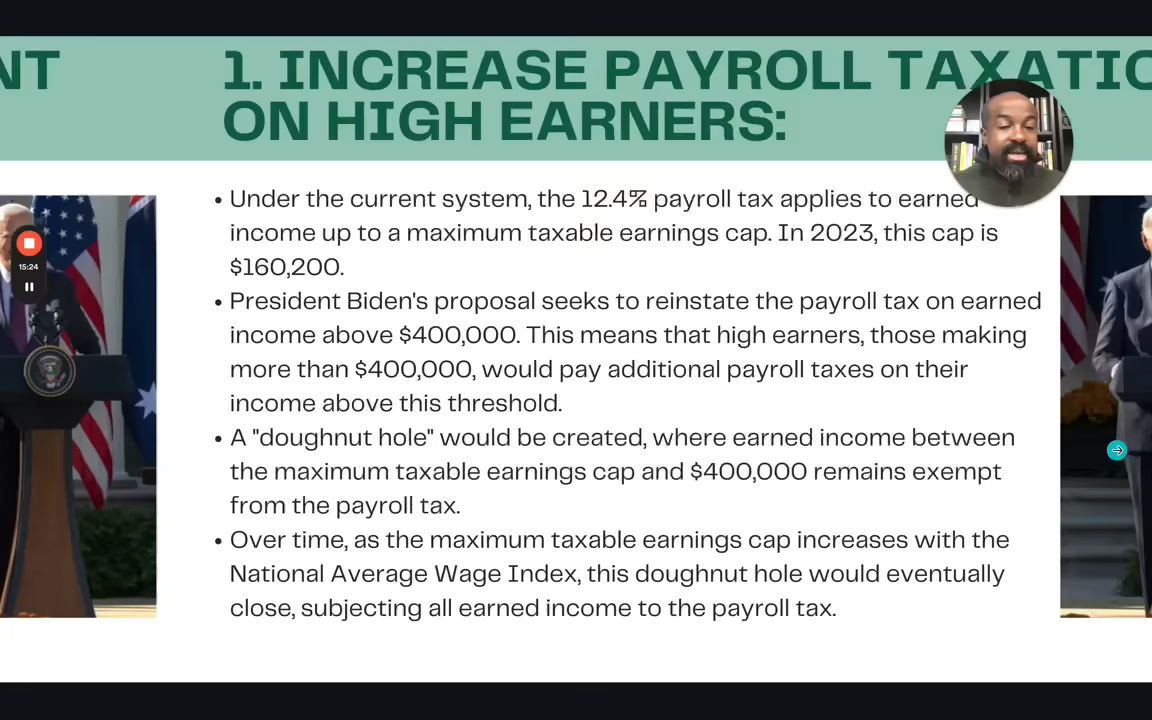 NT
1. INCREASE PAYROLL TAXATIO
ON HIGH EARNERS:
• Under the current system, the 12.4% payroll tax applies to earned
income up to a maximum taxable earnings cap. In 2023, this cap is
$160,200.
• President Biden's proposal seeks to reinstate the payroll tax on earned
income above $400,000. This means that high earners, those making
more than $400,000, would pay additional payroll taxes on their
income above this threshold.
• A "doughnut hole" would be created, where earned income between
the maximum taxable earnings cap and $400,000 remains exempt
from the payroll tax.
• Over time, as the maximum taxable earnings cap increases with the
National Average Wage Index, this doughnut hole would eventually
close, subjecting all earned income to the payroll tax.
15:24